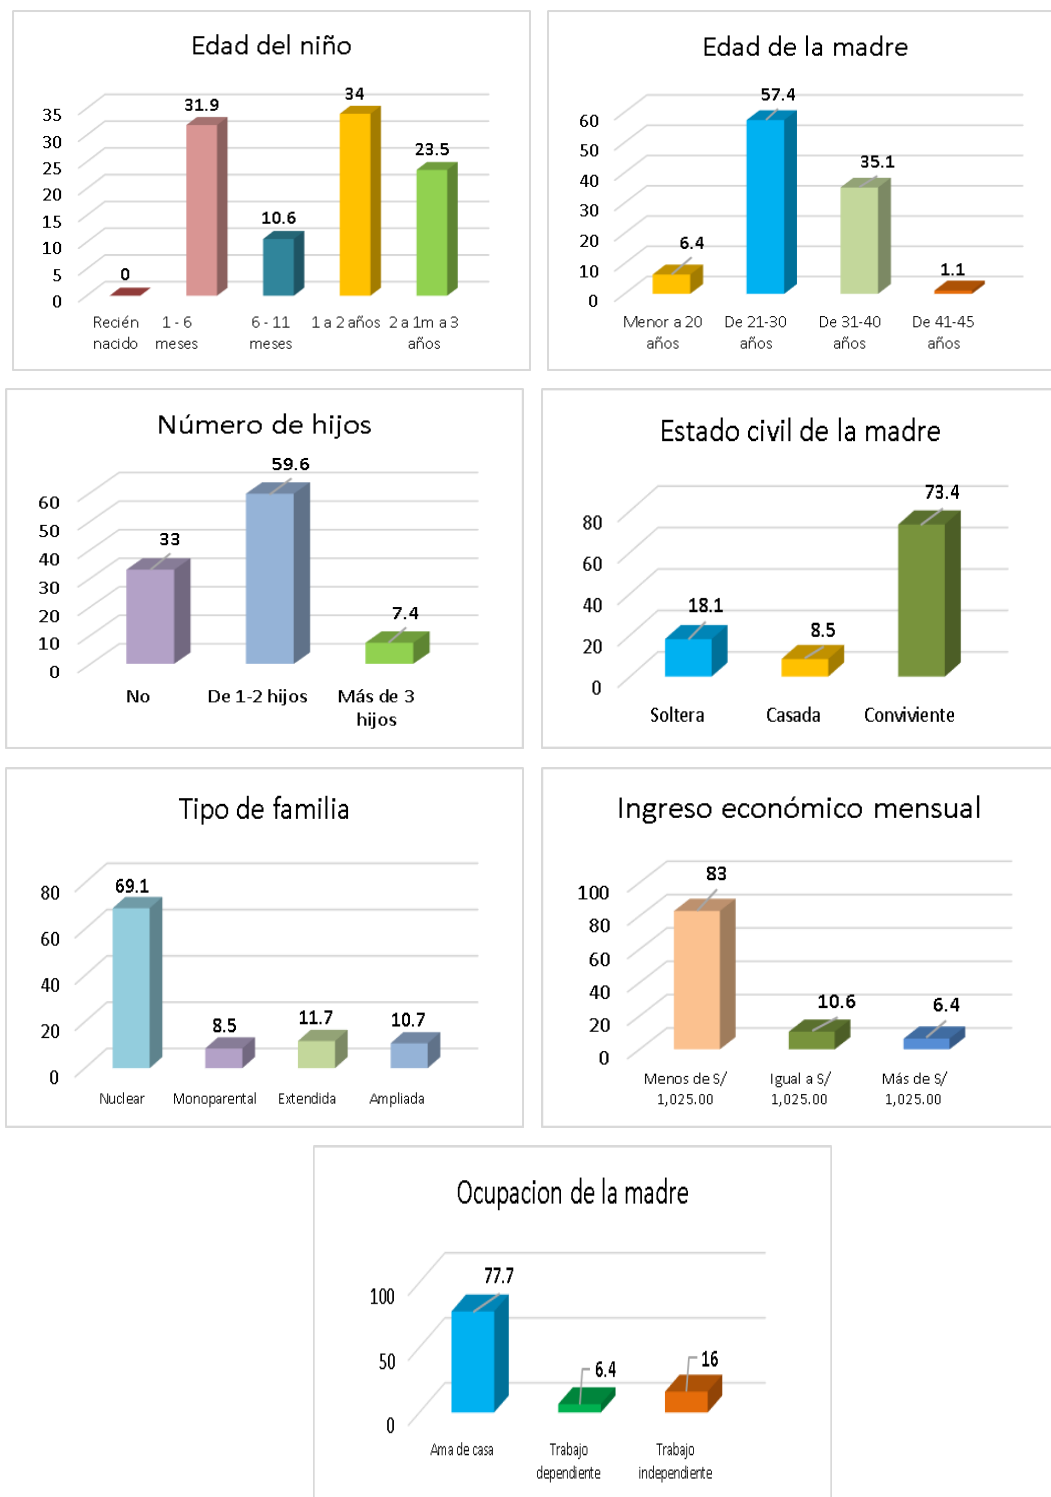 Edad del niño
35
30
25
20
15
10
5
0
0
31.9
10.6
34
23.5
Recién
nacido
1 - 6
meses
6 - 11
meses
1 a 2 años
2 a 1m a 3
años
Edad de la madre
60
50
40
30
20
10
0
6.4
57.4
35.1
1.1
Menor a 20
años
De 21-30
años
De 31-40
años
De 41-45
años
Número de hijos
60
50
40
30
20
10
0
33
59.6
7.4
No
De 1-2 hijos
Más de 3
hijos
Estado civil de la madre
80
60
40
20
0
18.1
8.5
73.4
Soltera
Casada
Conviviente
Tipo de familia
80
60
40
20
0
69.1
8.5
11.7
10.7
Nuclear
Monoparental
Extendida
Ampliada
Ingreso económico mensual
100
80
60
40
20
0
83
10.6
6.4
Menos de S/
1,025.00
Igual a S/
1,025.00
Más de S/
1,025.00
Ocupacion de la madre
100
50
0
77.7
6.4
16
Ama de casa
Trabajo
dependiente
Trabajo
independiente